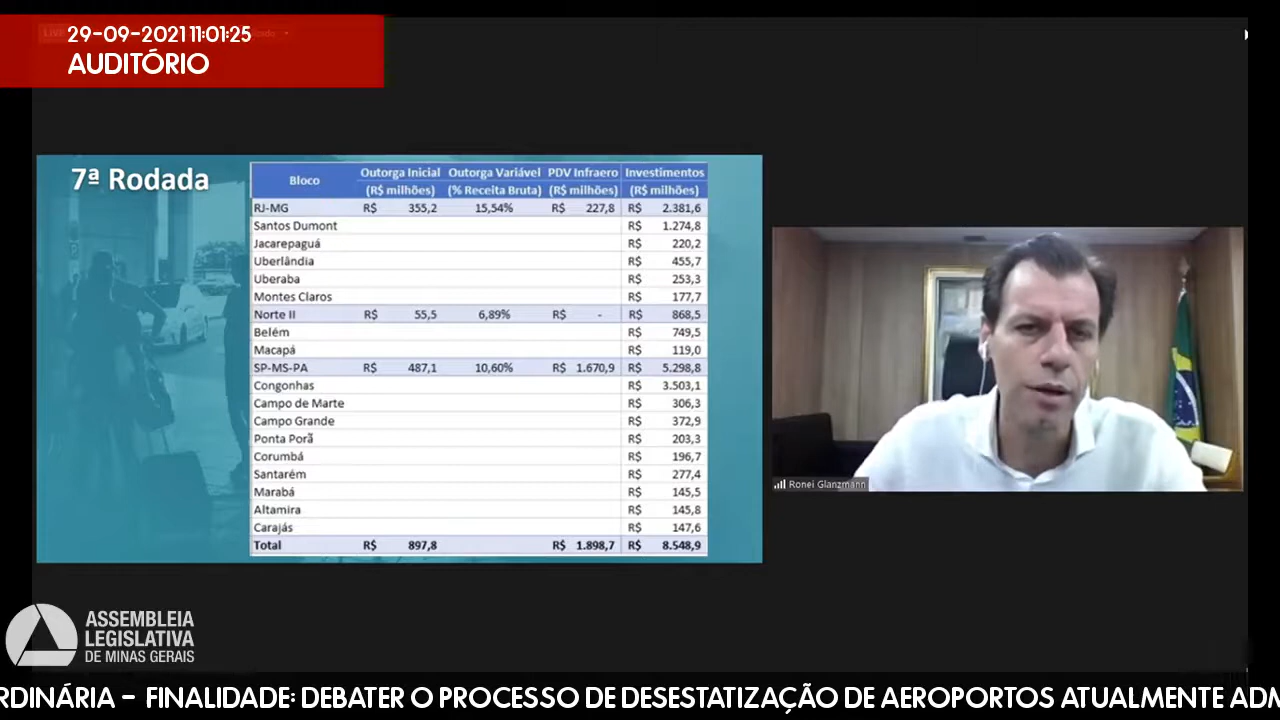 29-09-2021 11:01:25
AUDITÓRIO
7ª Rodada
Bloco Outorga Inicial (R$ milhões) Outorga Variável (% Receita Bruta) PDV Infraero (R$ milhões) Investimentos (R$ milhões)
RJ-MG R$ 355,2 15,54% R$ 227,8 R$ 2.381,6
Santos Dumont R$ 1.274,8
Jacarepaguá R$ 220,2
Uberlândia R$ 455,7
Uberaba R$ 253,3
Montes Claros R$ 177,7
Norte II R$ 55,5 6,89% R$ - R$ 868,5
Belém R$ 749,5
Macapá R$ 119,0
SP-MS-PA R$ 487,1 10,60% R$ 1.670,9 R$ 5.298,8
Congonhas R$ 3.503,1
Campo de Marte R$ 306,3
Campo Grande R$ 372,9
Ponta Porã R$ 203,3
Corumbá R$ 196,7
Santarém R$ 277,4
Marabá R$ 145,5
Altamira R$ 145,8
Carajás R$ 147,6
Total R$ 897,8 R$ 1.898,7 R$ 8.548,9
Ronei Glanzmann
ASSEMBLEIA
LEGISLATIVA
DE MINAS GERAIS
RDINÁRIA - FINALIDADE: DEBATER O PROCESSO DE DESESTATIZAÇÃO DE AEROPORTOS ATUALMENTE ADM